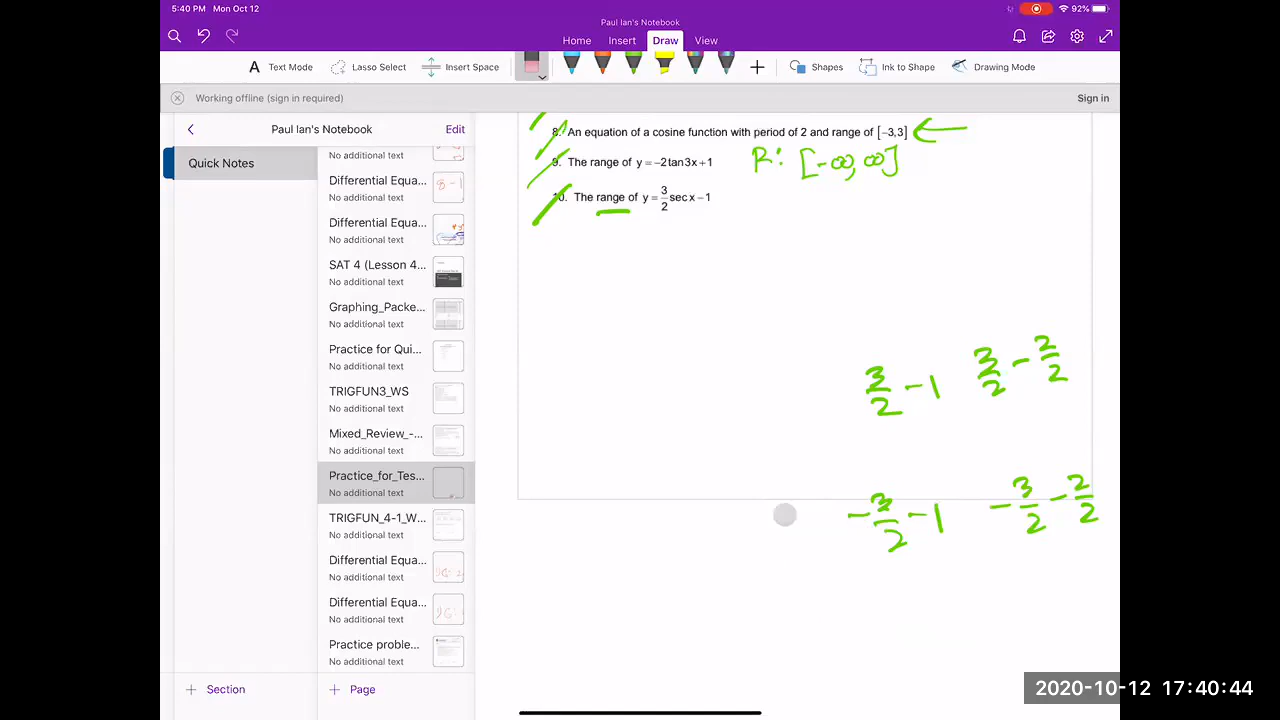 5:40 PM Mon Oct 12
92%
Paul Ian's Notebook
Home Insert Draw View
A Text Mode Lasso Select Insert Space Shapes Ink to Shape Drawing Mode
Working offline (sign in required) Sign in
Paul Ian's Notebook Edit
Quick Notes
No additional text
Differential Equa...
No additional text
Differential Equa...
No additional text
SAT 4 (Lesson 4...
No additional text
Graphing_Packe...
No additional text
Practice for Qui...
No additional text
TRIGFUN3_WS
No additional text
Mixed_Review_-...
No additional text
Practice_for_Tes...
No additional text
TRIGFUN_4-1_W...
No additional text
Differential Equa...
No additional text
Differential Equa...
No additional text
Practice proble...
No additional text
+ Section + Page
8. An equation of a cosine function with period of 2 and range of [-3,3]
9. The range of y = -2tan3x+1
R: [-∞, ∞]
10. The range of y = 3/2 sec x - 1
3/2 - 1 3/2 - 2/2
-3/2 - 1 -3/2 - 2/2
2020-10-12 17:40:44